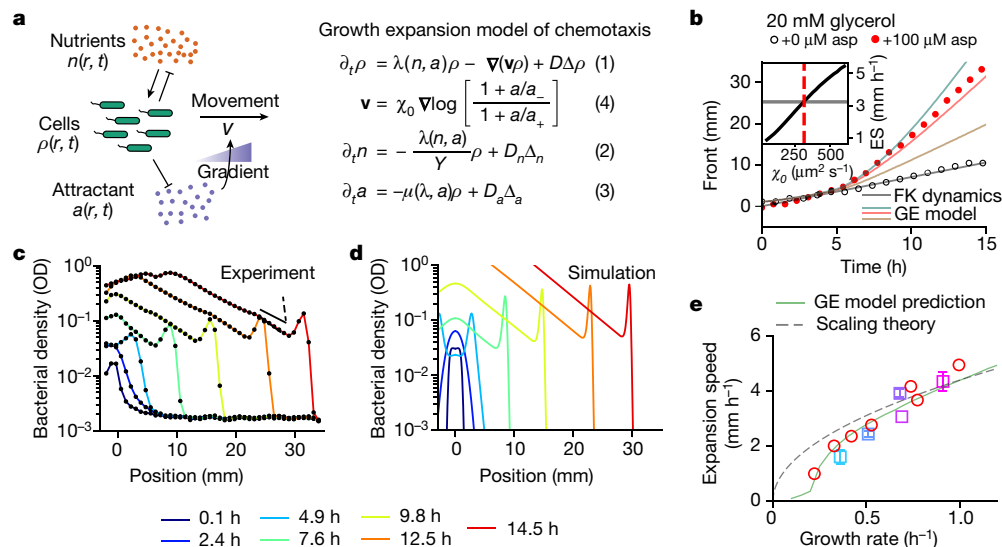 a
Nutrients
n(r, t)
Cells
ρ(r, t)
Attractant
a(r, t)
Movement
v
Gradient
Growth expansion model of chemotaxis
∂tρ = λ(n, a)ρ − ∇(vρ) + DΔρ (1)
v = χ0 ∇log [ 1 + a/a− / 1 + a/a+ ] (4)
∂tn = − λ(n, a) / Y ρ + DnΔn (2)
∂ta = −μ(λ, a)ρ + DaΔa (3)
b
20 mM glycerol
+0 μM asp +100 μM asp
Front (mm)
30
20
10
0
0 5 10 15
Time (h)
ES (mm h⁻¹)
5
3
1
250 500
χ0 (μm² s⁻¹)
FK dynamics
GE model
c
Experiment
Bacterial density (OD)
10⁰
10⁻¹
10⁻²
10⁻³
0 10 20 30
Position (mm)
d
Simulation
Bacterial density (OD)
10⁰
10⁻¹
10⁻²
10⁻³
0 10 20 30
Position (mm)
0.1 h 4.9 h 9.8 h 14.5 h
2.4 h 7.6 h 12.5 h
e
GE model prediction
Scaling theory
Expansion speed
(mm h⁻¹)
6
4
2
0
0 0.5 1.0
Growth rate (h⁻¹)